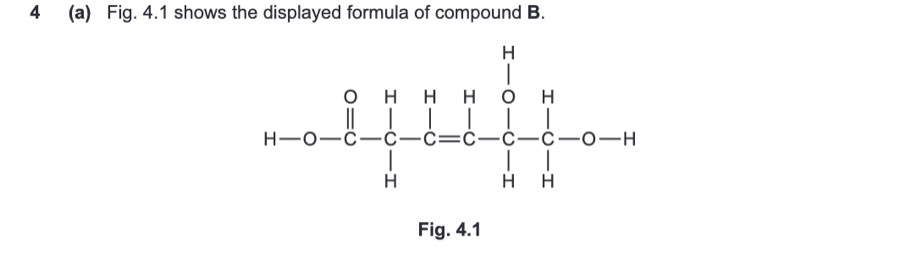 4 (a) Fig. 4.1 shows the displayed formula of compound B.
H
O H H H O H
H—O—C—C—C=C—C—C—O—H
H H H
Fig. 4.1